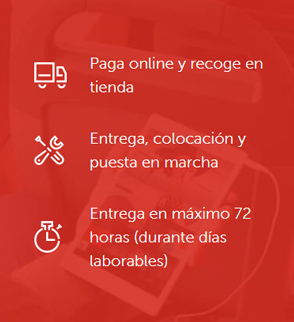 Paga online y recoge en
tienda
Entrega, colocación y
puesta en marcha
Entrega en máximo 72
horas (durante días
laborables)